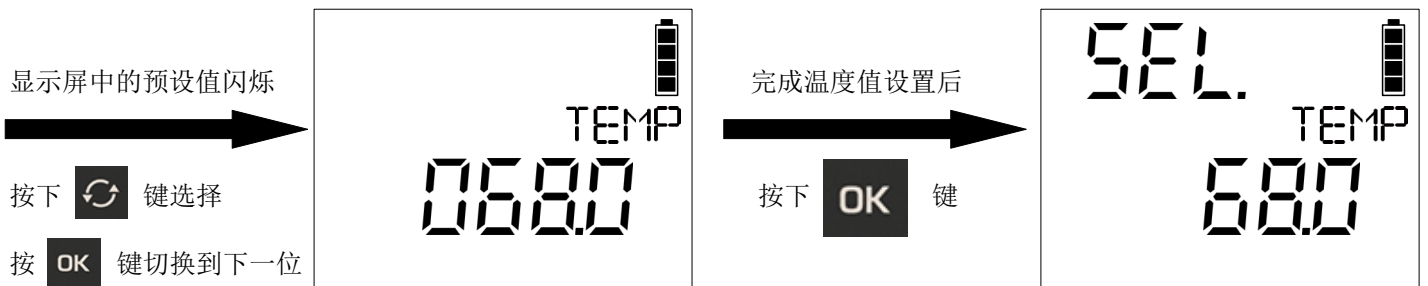 显示屏中的预设值闪烁
按下 键选择
按 OK 键切换到下一位
TEMP
068.0
完成温度值设置后
按下 OK 键
SEL.
TEMP
68.0